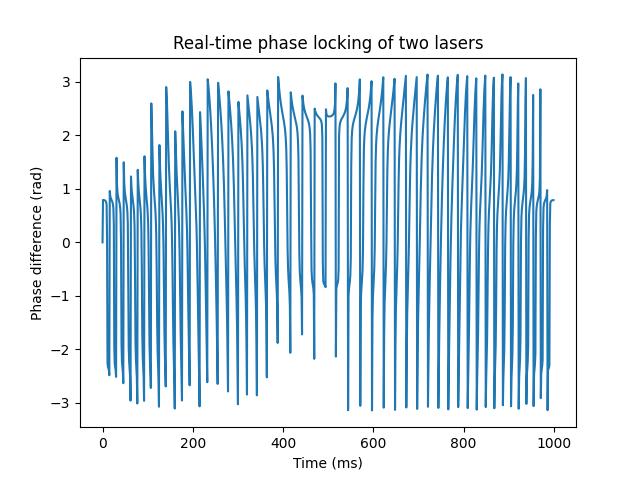 Real-time phase locking of two lasers
Phase difference (rad)
3
2
1
0
−1
−2
−3
0 200 400 600 800 1000
Time (ms)